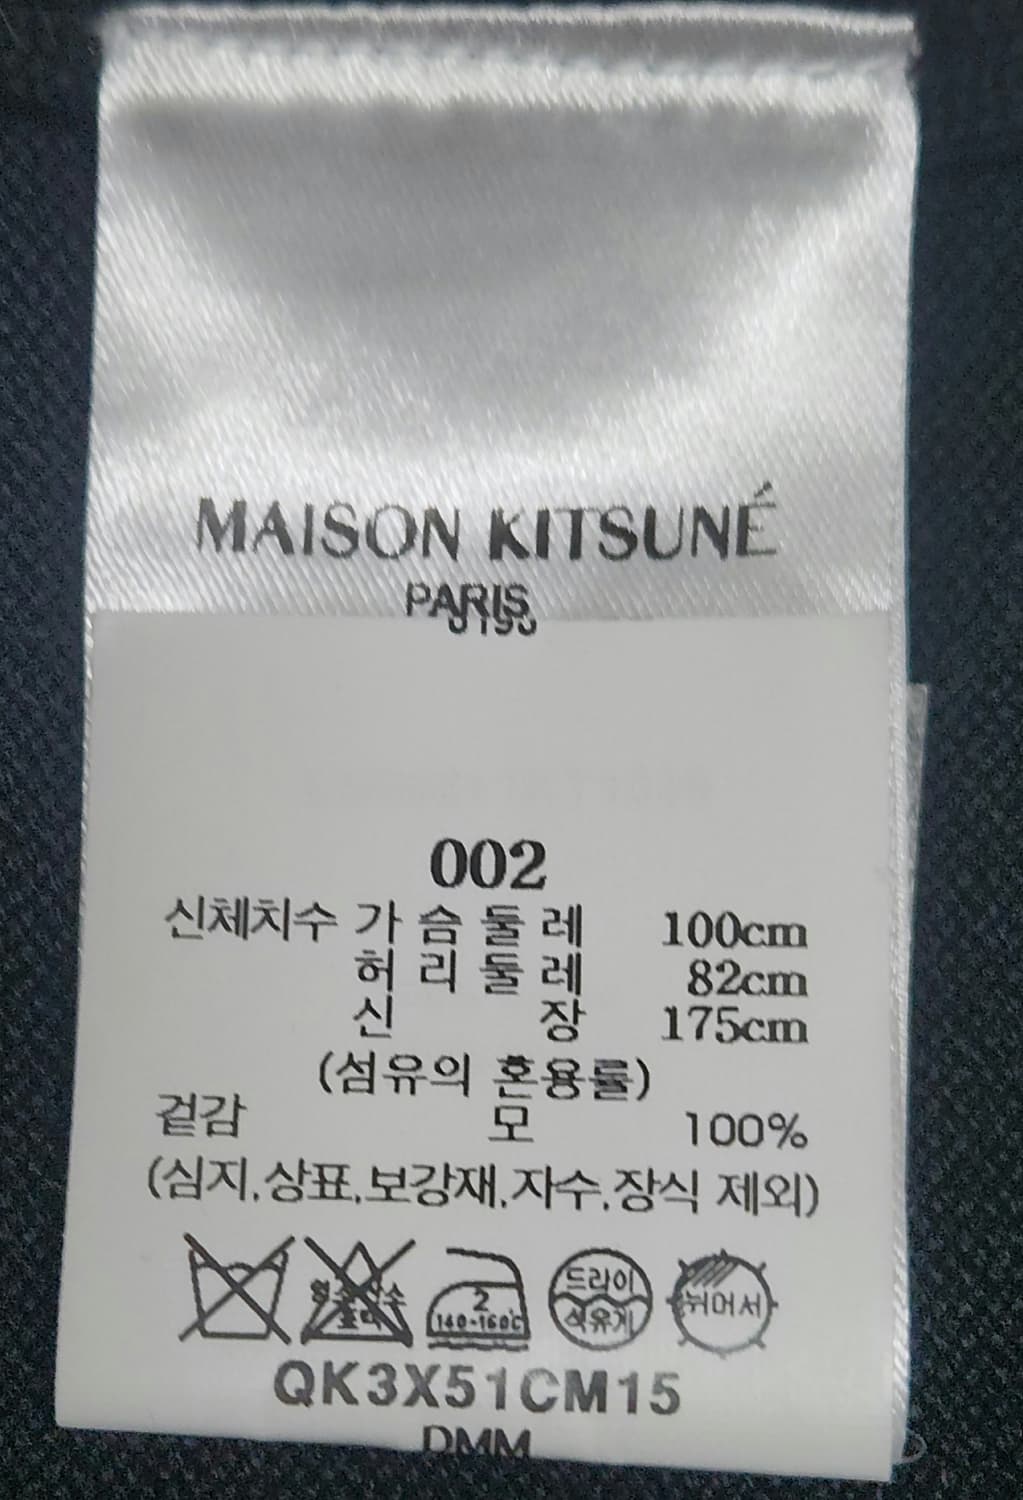 MAISON KITSUNÉ
PARIS
002
신체치수 가 슴 둘 레 100cm
허 리 둘 레 82cm
신 장 175cm
(섬유의 혼용률)
겉감 모 100%
(심지,상표,보강재,자수,장식 제외)
2
140-160℃
드라이
석유계
뉘어서
QK3X51CM15
DMM